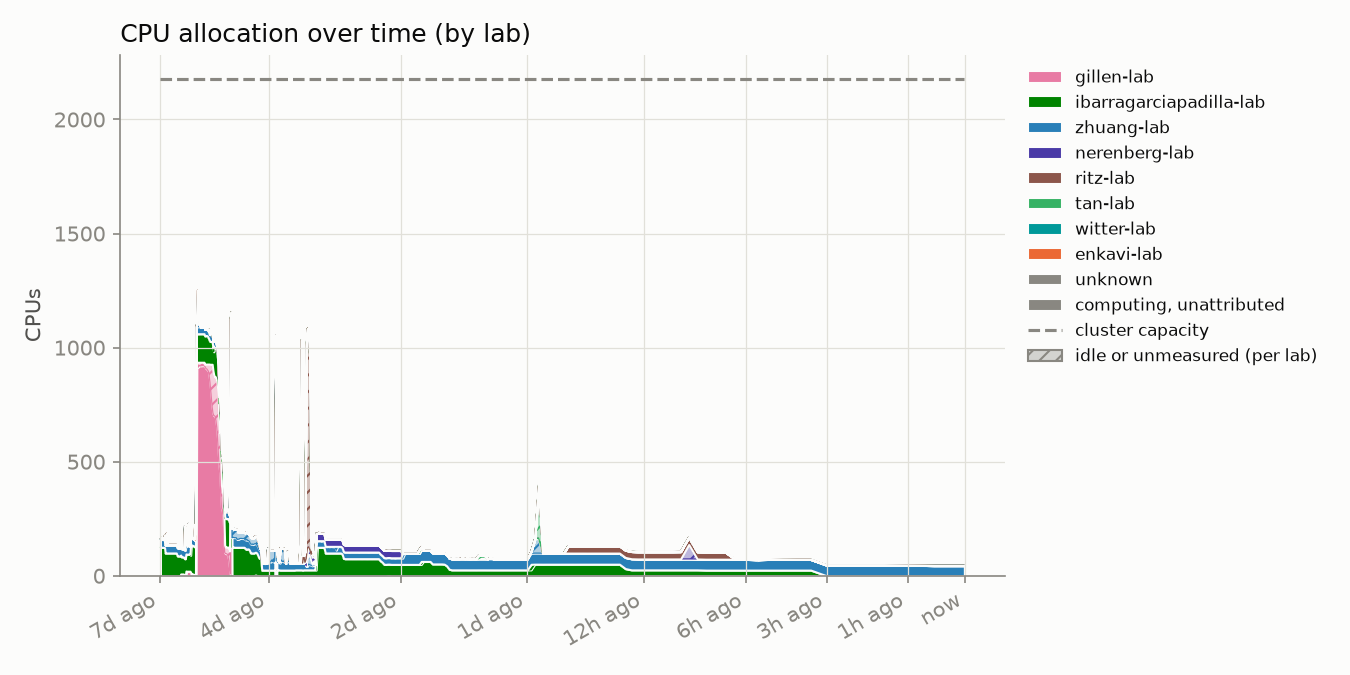 CPU allocation over time (by lab)
CPUs
2000
1500
1000
500
0
7d ago
4d ago
2d ago
1d ago
12h ago
6h ago
3h ago
1h ago
now
gillen-lab
ibarragarciapadilla-lab
zhuang-lab
nerenberg-lab
ritz-lab
tan-lab
witter-lab
enkavi-lab
unknown
computing, unattributed
cluster capacity
idle or unmeasured (per lab)